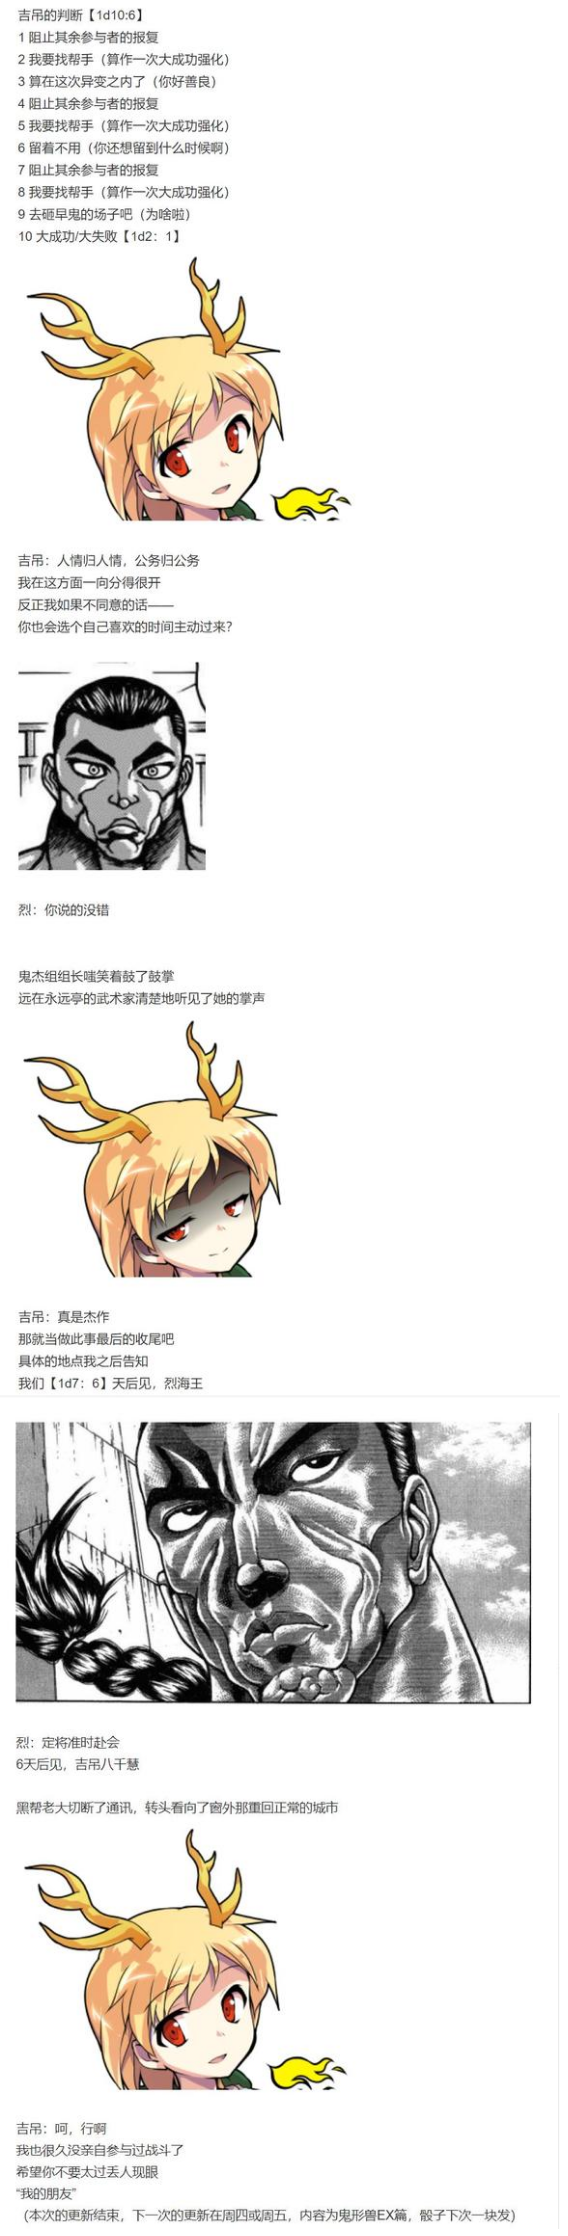 吉吊的判断【1d10:6】
1 阻止其余参与者的报复
2 我要找帮手（算作一次大成功强化）
3 算在这次异变之内了（你好善良）
4 阻止其余参与者的报复
5 我要找帮手（算作一次大成功强化）
6 留着不用（你还想留到什么时候啊）
7 阻止其余参与者的报复
8 我要找帮手（算作一次大成功强化）
9 去砸早鬼的场子吧（为啥啦）
10 大成功/大失败【1d2：1】
吉吊：人情归人情，公务归公务
我在这方面一向分得很开
反正我如果不同意的话——
你也会选个自己喜欢的时间主动过来？
烈：你说的没错
鬼杰组组长嗤笑着鼓了鼓掌
远在永远亭的武术家清楚地听见了她的掌声
吉吊：真是杰作
那就当做此事最后的收尾吧
具体的地点我之后告知
我们【1d7：6】天后见，烈海王
烈：定将准时赴会
6天后见，吉吊八千慧
黑帮老大切断了通讯，转头看向了窗外那重回正常的城市
吉吊：呵，行啊
我也很久没亲自参与过战斗了
希望你不要太过丢人现眼
“我的朋友”
（本次的更新结束，下一次的更新在周四或周五，内容为鬼形兽EX篇，骰子下次一块发）